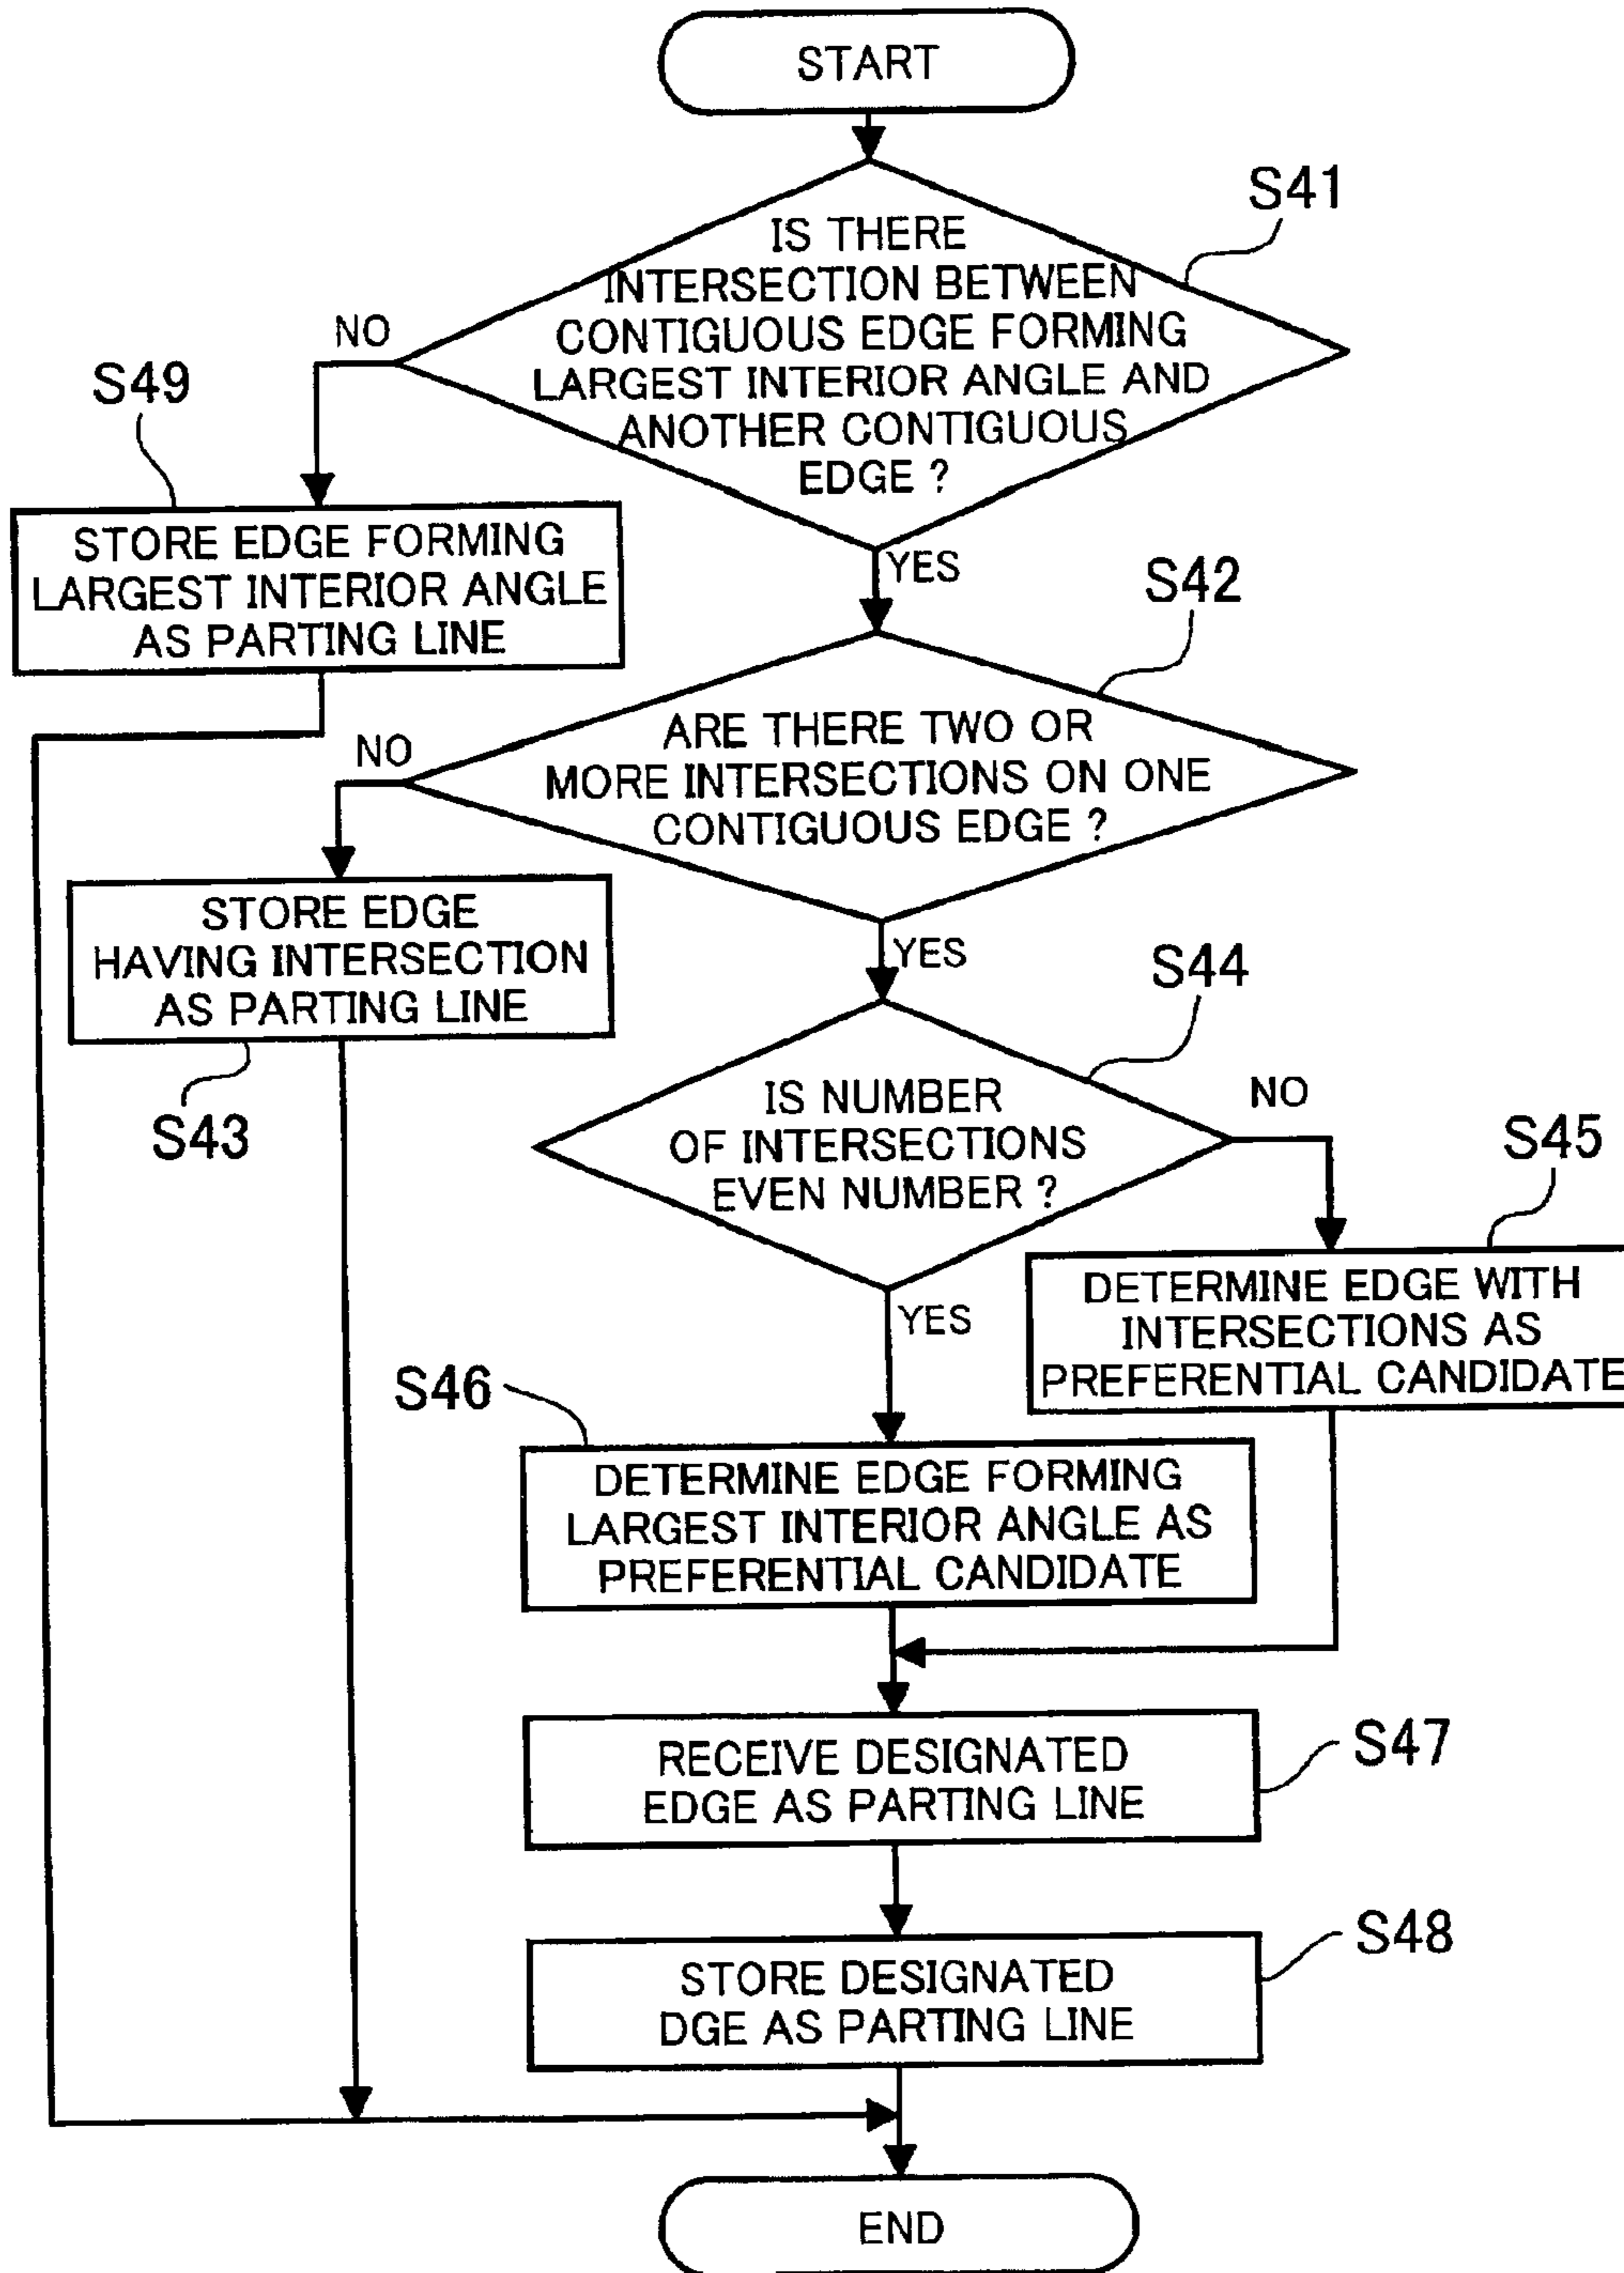 START
S41
IS THERE
INTERSECTION BETWEEN
CONTIGUOUS EDGE FORMING
LARGEST INTERIOR ANGLE AND
ANOTHER CONTIGUOUS
EDGE ?
NO
S49
STORE EDGE FORMING
LARGEST INTERIOR ANGLE
AS PARTING LINE
YES
S42
ARE THERE TWO OR
MORE INTERSECTIONS ON ONE
CONTIGUOUS EDGE ?
NO
STORE EDGE
HAVING INTERSECTION
AS PARTING LINE
S43
YES
S44
IS NUMBER
OF INTERSECTIONS
EVEN NUMBER ?
NO
S45
DETERMINE EDGE WITH
INTERSECTIONS AS
PREFERENTIAL CANDIDATE
YES
S46
DETERMINE EDGE FORMING
LARGEST INTERIOR ANGLE AS
PREFERENTIAL CANDIDATE
RECEIVE DESIGNATED
EDGE AS PARTING LINE
S47
STORE DESIGNATED
DGE AS PARTING LINE
S48
END